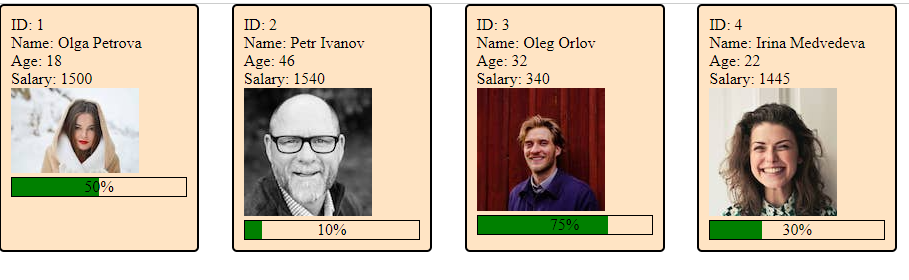 ID: 1
Name: Olga Petrova
Age: 18
Salary: 1500
50%
ID: 2
Name: Petr Ivanov
Age: 46
Salary: 1540
10%
ID: 3
Name: Oleg Orlov
Age: 32
Salary: 340
75%
ID: 4
Name: Irina Medvedeva
Age: 22
Salary: 1445
30%